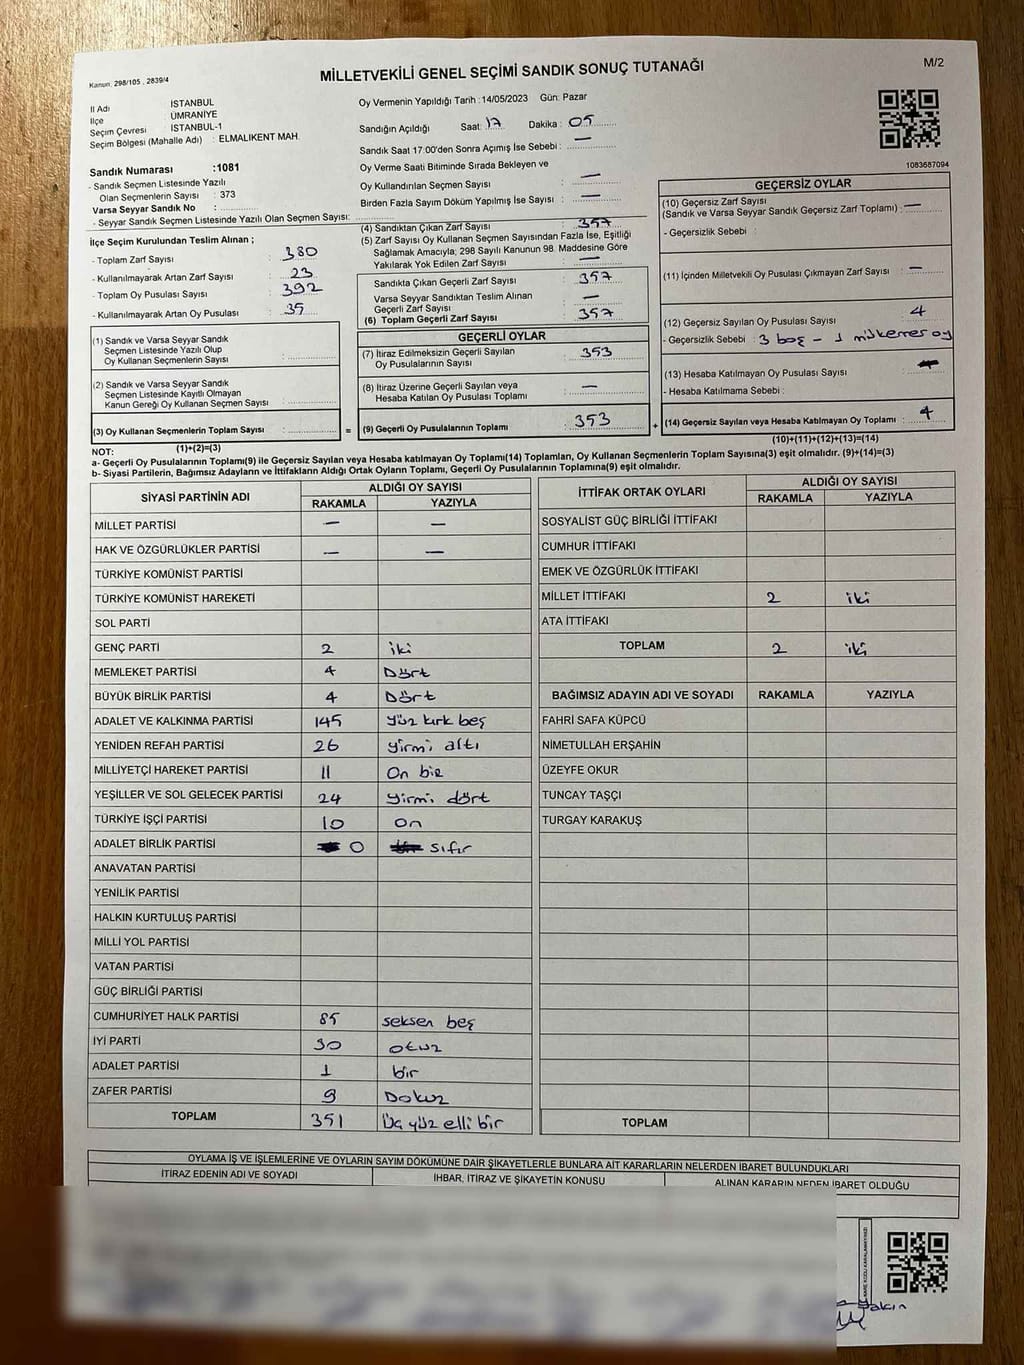 MİLLETVEKİLİ GENEL SEÇİMİ SANDIK SONUÇ TUTANAĞI
M/2
Kanun: 298/105 , 2839/4
İl Adı İSTANBUL
İlçe ÜMRANİYE
Seçim Çevresi İSTANBUL-1
Seçim Bölgesi (Mahalle Adı) : ELMALIKENT MAH.
Sandık Numarası :1081
- Sandık Seçmen Listesinde Yazılı
Olan Seçmenlerin Sayısı : 373
Varsa Seyyar Sandık No :
- Seyyar Sandık Seçmen Listesinde Yazılı Olan Seçmen Sayısı:
Oy Vermenin Yapıldığı Tarih :14/05/2023 Gün: Pazar
Sandığın Açıldığı Saat: 17 Dakika : 05
Sandık Saat 17:00'den Sonra Açımış İse Sebebi : —
Oy Verme Saati Bitiminde Sırada Bekleyen ve
Oy Kullandırılan Seçmen Sayısı : —
Birden Fazla Sayım Döküm Yapılmış İse Sayısı : —
1083687094
İlçe Seçim Kurulundan Teslim Alınan ;
- Toplam Zarf Sayısı : 380
- Kullanılmayarak Artan Zarf Sayısı : 23
- Toplam Oy Pusulası Sayısı : 392
- Kullanılmayarak Artan Oy Pusulası : 35
(4) Sandıktan Çıkan Zarf Sayısı : 357
(5) Zarf Sayısı Oy Kullanan Seçmen Sayısından Fazla İse, Eşitliği
Sağlamak Amacıyla; 298 Sayılı Kanunun 98. Maddesine Göre
Yakılarak Yok Edilen Zarf Sayısı : —
Sandıkta Çıkan Geçerli Zarf Sayısı : 357
Varsa Seyyar Sandıktan Teslim Alınan
Geçerli Zarf Sayısı : —
(6) Toplam Geçerli Zarf Sayısı : 357
GEÇERSİZ OYLAR
(10) Geçersiz Zarf Sayısı
(Sandık ve Varsa Seyyar Sandık Geçersiz Zarf Toplamı) : —
- Geçersizlik Sebebi :
(11) İçinden Milletvekili Oy Pusulası Çıkmayan Zarf Sayısı : —
(12) Geçersiz Sayılan Oy Pusulası Sayısı : 4
- Geçersizlik Sebebi : 3 boş - 1 mükerres oy
(13) Hesaba Katılmayan Oy Pusulası Sayısı :
- Hesaba Katılmama Sebebi :
(14) Geçersiz Sayılan veya Hesaba Katılmayan Oy Toplamı : 4
(10)+(11)+(12)+(13)=(14)
(1) Sandık ve Varsa Seyyar Sandık
Seçmen Listesinde Yazılı Olup
Oy Kullanan Seçmenlerin Sayısı :
(2) Sandık ve Varsa Seyyar Sandık
Seçmen Listesinde Kayıtlı Olmayan
Kanun Gereği Oy Kullanan Seçmen Sayısı :
(3) Oy Kullanan Seçmenlerin Toplam Sayısı : =
(1)+(2)=(3)
GEÇERLİ OYLAR
(7) İtiraz Edilmeksizin Geçerli Sayılan
Oy Pusulalarının Sayısı : 353
(8) İtiraz Üzerine Geçerli Sayılan veya
Hesaba Katılan Oy Pusulası Toplamı : —
(9) Geçerli Oy Pusulalarının Toplamı : 353 +
NOT:
a- Geçerli Oy Pusulalarının Toplamı(9) ile Geçersiz Sayılan veya Hesaba katılmayan Oy Toplamı(14) Toplamları, Oy Kullanan Seçmenlerin Toplam Sayısına(3) eşit olmalıdır. (9)+(14)=(3)
b- Siyasi Partilerin, Bağımsız Adayların ve İttifakların Aldığı Ortak Oyların Toplamı, Geçerli Oy Pusulalarının Toplamına(9) eşit olmalıdır.
SİYASİ PARTİNİN ADI ALDIĞI OY SAYISI
RAKAMLA YAZIYLA
MİLLET PARTİSİ — —
HAK VE ÖZGÜRLÜKLER PARTİSİ — —
TÜRKİYE KOMÜNİST PARTİSİ
TÜRKİYE KOMÜNİST HAREKETİ
SOL PARTİ
GENÇ PARTİ 2 iki
MEMLEKET PARTİSİ 4 Dört
BÜYÜK BİRLİK PARTİSİ 4 Dört
ADALET VE KALKINMA PARTİSİ 145 yüz kırk beş
YENİDEN REFAH PARTİSİ 26 yirmi altı
MİLLİYETÇİ HAREKET PARTİSİ 11 On bir
YEŞİLLER VE SOL GELECEK PARTİSİ 24 yirmi dört
TÜRKİYE İŞÇİ PARTİSİ 10 On
ADALET BİRLİK PARTİSİ 0 sıfır
ANAVATAN PARTİSİ
YENİLİK PARTİSİ
HALKIN KURTULUŞ PARTİSİ
MİLLİ YOL PARTİSİ
VATAN PARTİSİ
GÜÇ BİRLİĞİ PARTİSİ
CUMHURİYET HALK PARTİSİ 85 seksen beş
İYİ PARTİ 30 otuz
ADALET PARTİSİ 1 bir
ZAFER PARTİSİ 9 Dokuz
TOPLAM 351 Üç yüz elli bir
İTTİFAK ORTAK OYLARI ALDIĞI OY SAYISI
RAKAMLA YAZIYLA
SOSYALİST GÜÇ BİRLİĞİ İTTİFAKI
CUMHUR İTTİFAKI
EMEK VE ÖZGÜRLÜK İTTİFAKI
MİLLET İTTİFAKI 2 iki
ATA İTTİFAKI
TOPLAM 2 iki
BAĞIMSIZ ADAYIN ADI VE SOYADI RAKAMLA YAZIYLA
FAHRİ SAFA KÜPCÜ
NİMETULLAH ERŞAHİN
ÜZEYFE OKUR
TUNCAY TAŞÇI
TURGAY KARAKUŞ
TOPLAM
OYLAMA İŞ VE İŞLEMLERİNE VE OYLARIN SAYIM DÖKÜMÜNE DAİR ŞİKAYETLERLE BUNLARA AİT KARARLARIN NELERDEN İBARET BULUNDUKLARI
İTİRAZ EDENİN ADI VE SOYADI İHBAR, İTİRAZ VE ŞİKAYETİN KONUSU ALINAN KARARIN NEDEN İBARET OLDUĞU